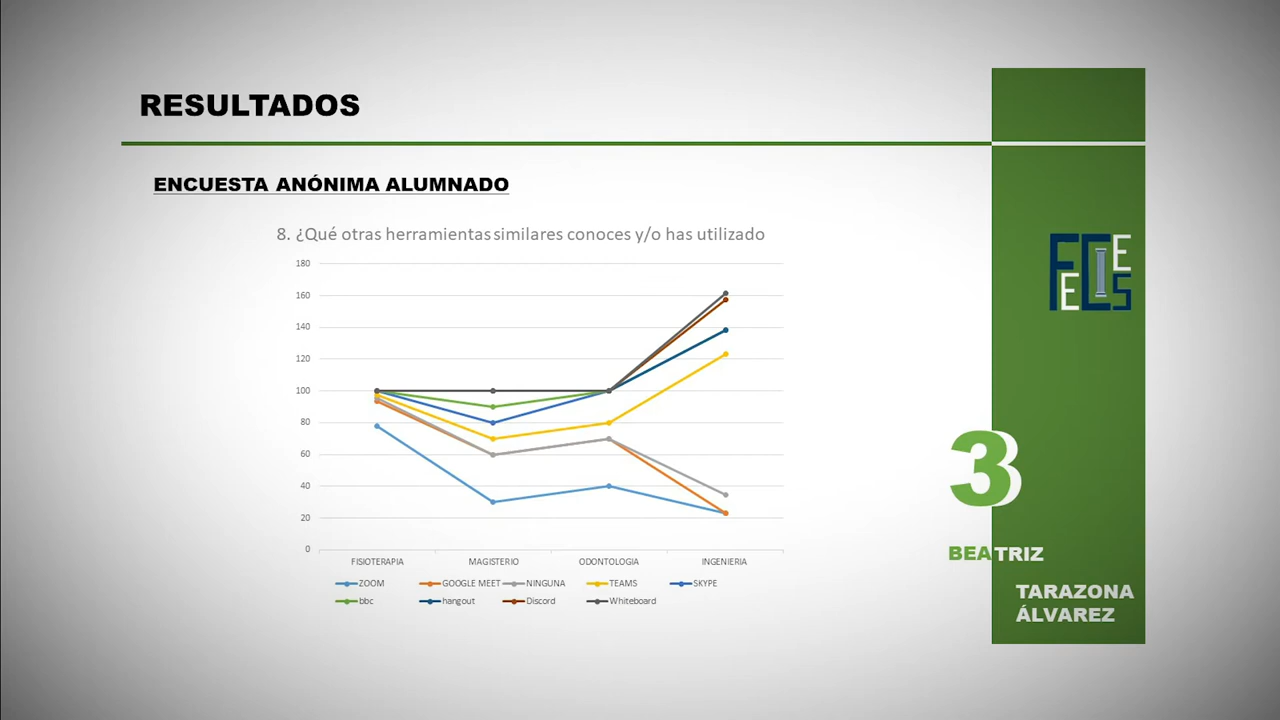 RESULTADOS
ENCUESTA ANÓNIMA ALUMNADO
8. ¿Qué otras herramientas similares conoces y/o has utilizado
180
160
140
120
100
80
60
40
20
0
FISIOTERAPIA MAGISTERIO ODONTOLOGIA INGENIERIA
ZOOM GOOGLE MEET NINGUNA TEAMS SKYPE
bbc hangout Discord Whiteboard
FECIES
3
BEATRIZ
TARAZONA
ÁLVAREZ